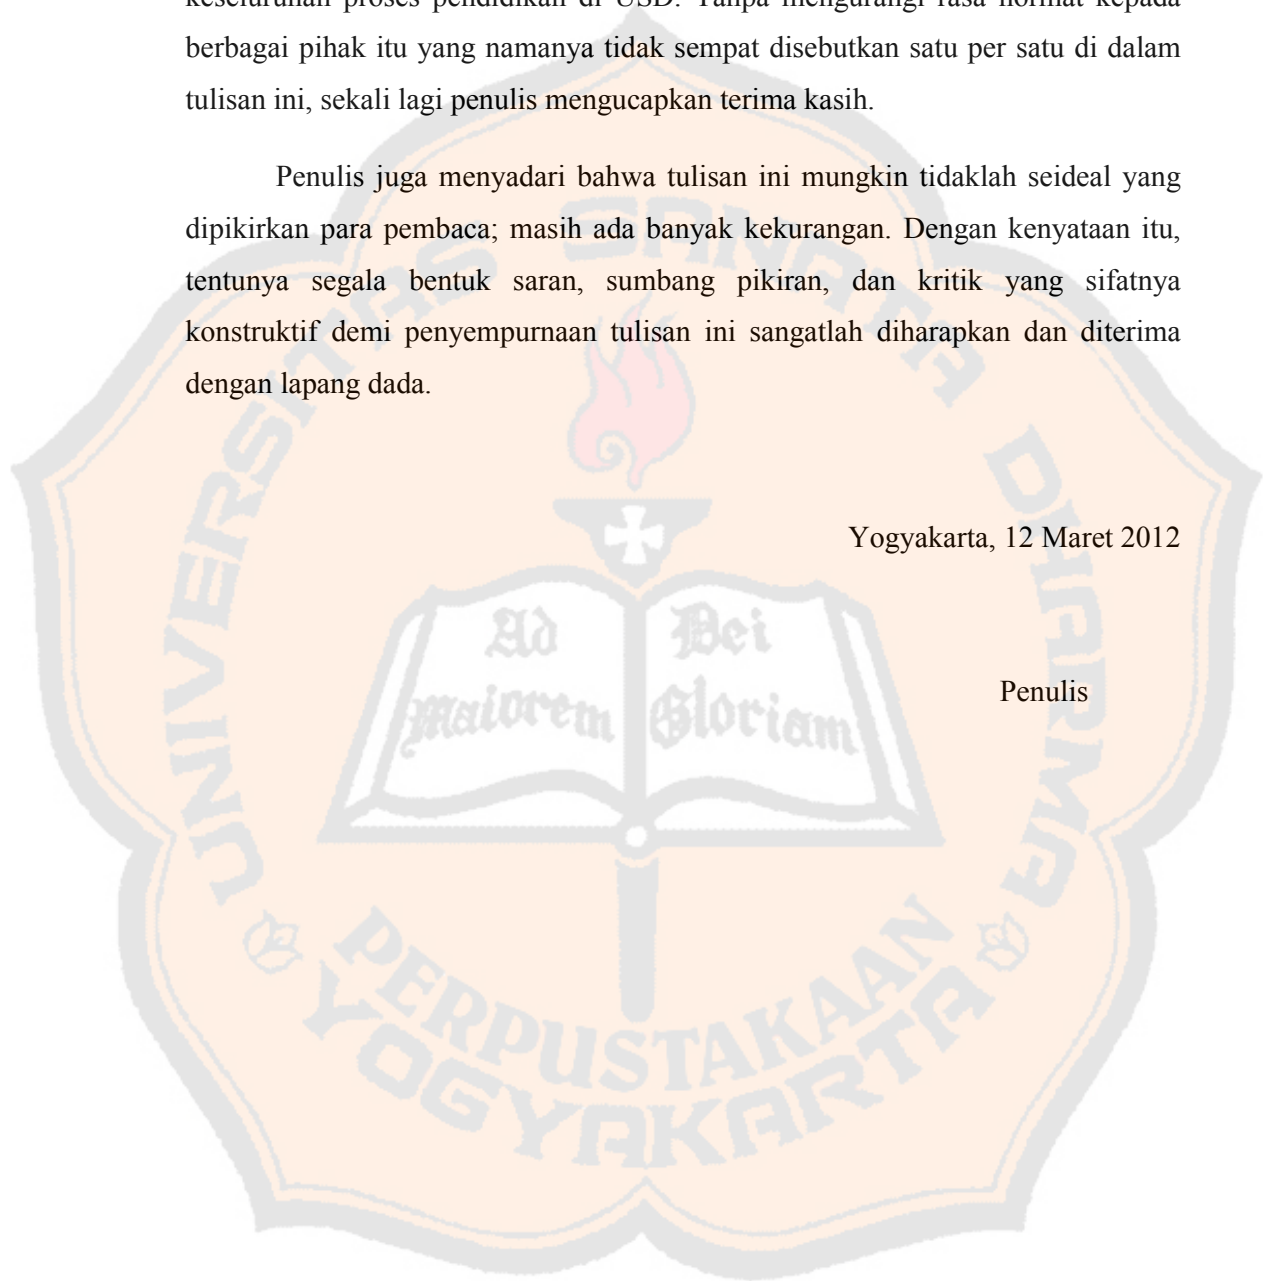 keseluruhan proses pendidikan di USD. Tanpa mengurangi rasa hormat kepada
berbagai pihak itu yang namanya tidak sempat disebutkan satu per satu di dalam
tulisan ini, sekali lagi penulis mengucapkan terima kasih.
Penulis juga menyadari bahwa tulisan ini mungkin tidaklah seideal yang
dipikirkan para pembaca; masih ada banyak kekurangan. Dengan kenyataan itu,
tentunya segala bentuk saran, sumbang pikiran, dan kritik yang sifatnya
konstruktif demi penyempurnaan tulisan ini sangatlah diharapkan dan diterima
dengan lapang dada.
Yogyakarta, 12 Maret 2012
Penulis
UNIVERSITAS SANATA DHARMA
Ad Dei
maiorem Gloriam
PERPUSTAKAAN
YOGYAKARTA